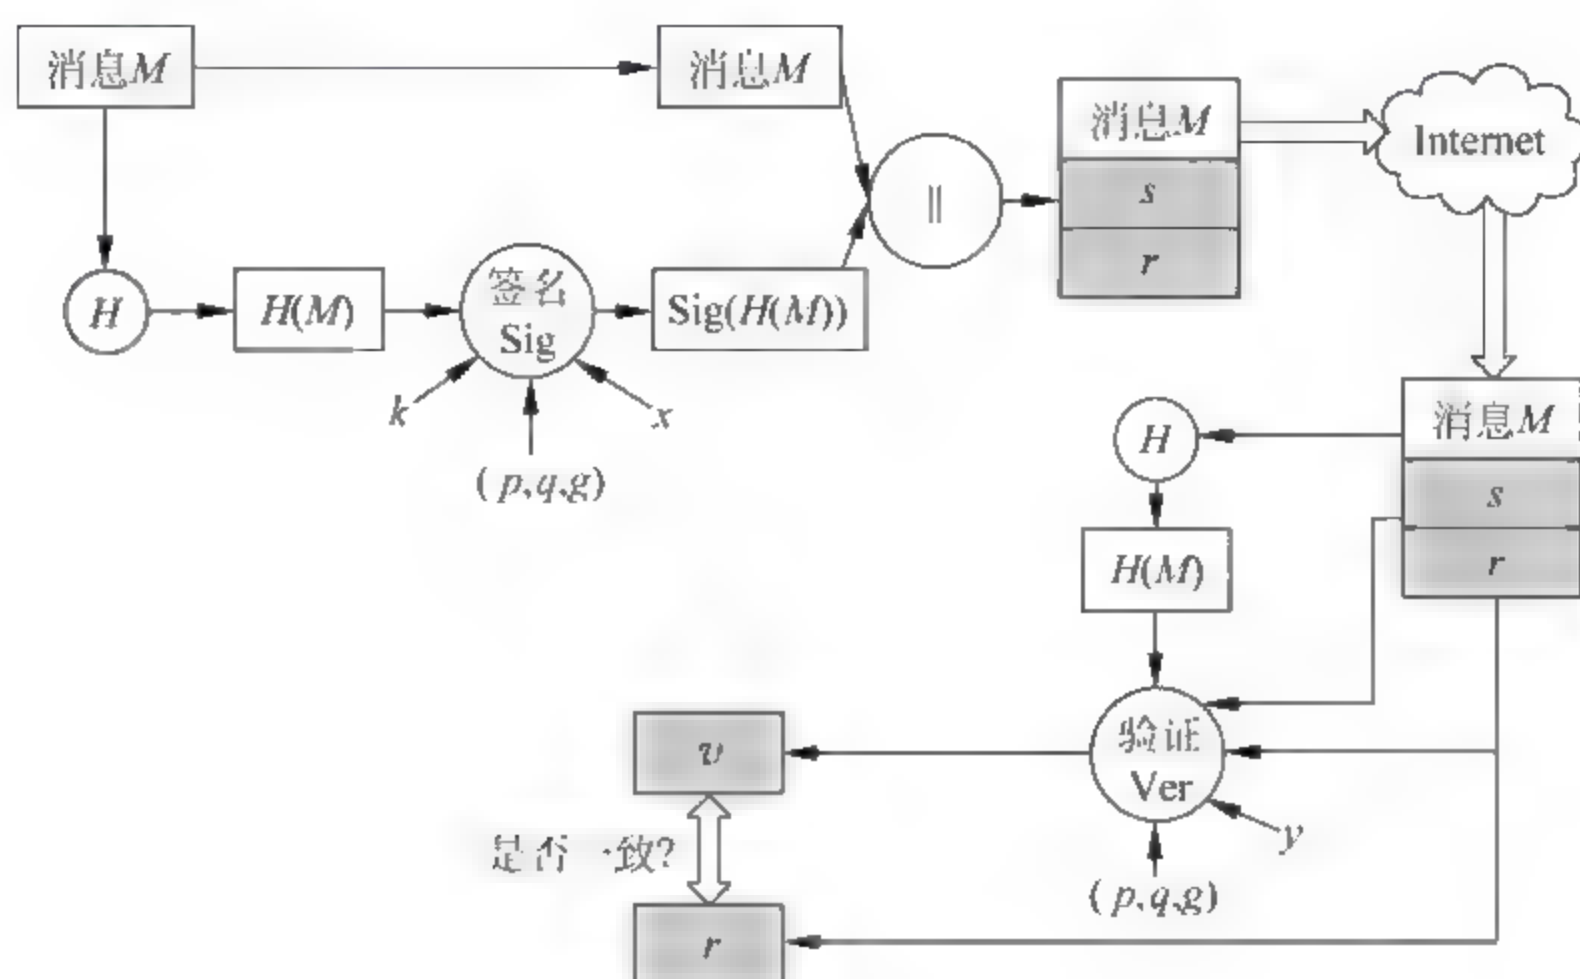 消息M
消息M
消息M
s
r
Internet
H
H(M)
签名
Sig
Sig(H(M))
||
k
x
(p,q,g)
消息M
s
r
H
H(M)
验证
Ver
y
(p,q,g)
v
是否一致?
r